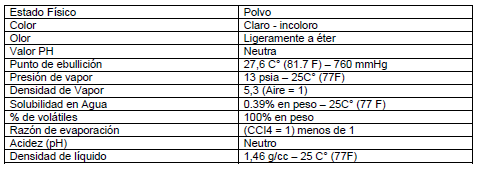 Estado Físico Polvo
Color Claro - incoloro
Olor Ligeramente a éter
Valor PH Neutra
Punto de ebullición 27,6 C° (81.7 F) – 760 mmHg
Presión de vapor 13 psia – 25C° (77F)
Densidad de Vapor 5,3 (Aire = 1)
Solubilidad en Agua 0.39% en peso – 25C° (77 F)
% de volátiles 100% en peso
Razón de evaporación (CCl4 = 1) menos de 1
Acidez (pH) Neutro
Densidad de líquido 1,46 g/cc – 25 C° (77F)